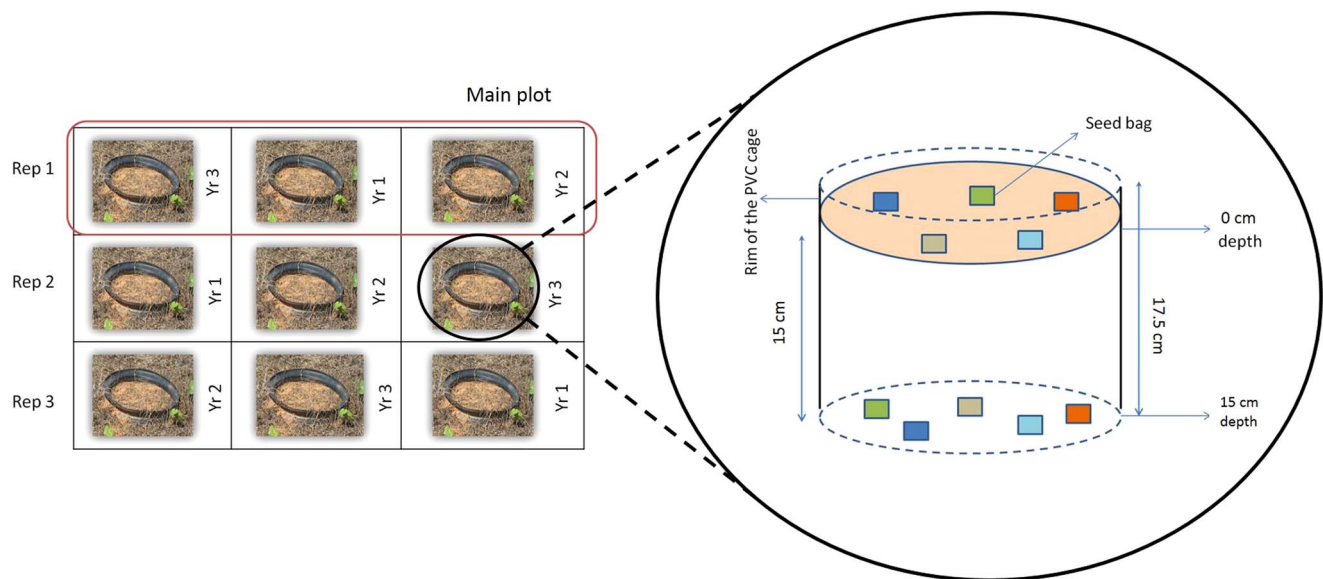 Main plot
Rep 1
Yr 3
Yr 1
Yr 2
Rep 2
Yr 1
Yr 2
Yr 3
Rep 3
Yr 2
Yr 3
Yr 1
Seed bag
Rim of the PVC cage
0 cm
depth
15 cm
17.5 cm
15 cm
depth